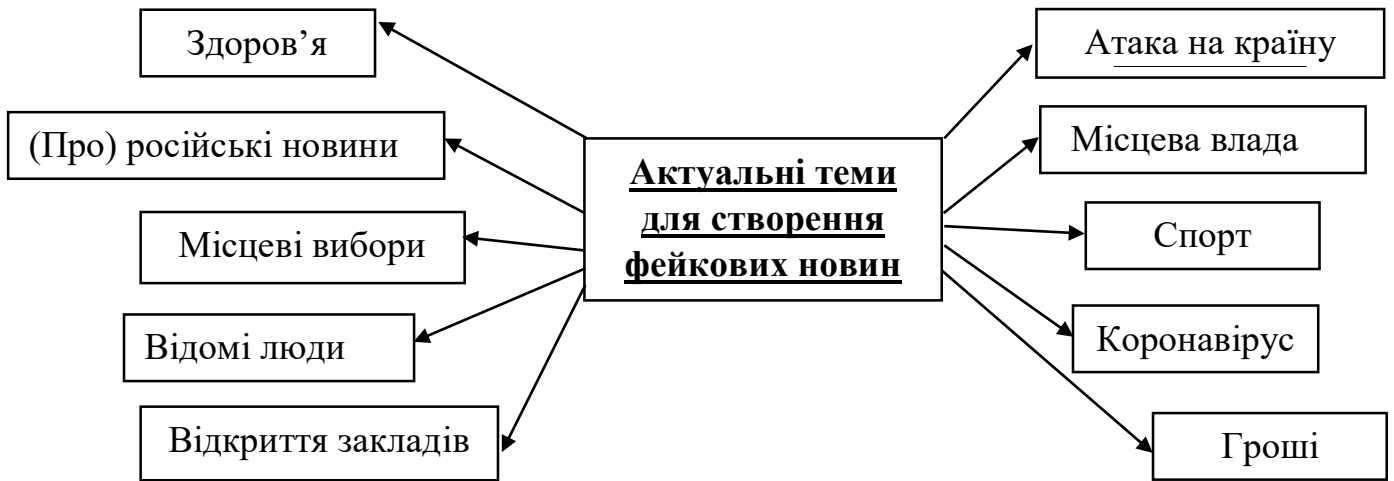 Здоров’я
(Про) російські новини
Місцеві вибори
Відомі люди
Відкриття закладів
Актуальні теми
для створення
фейкових новин
Атака на країну
Місцева влада
Спорт
Коронавірус
Гроші